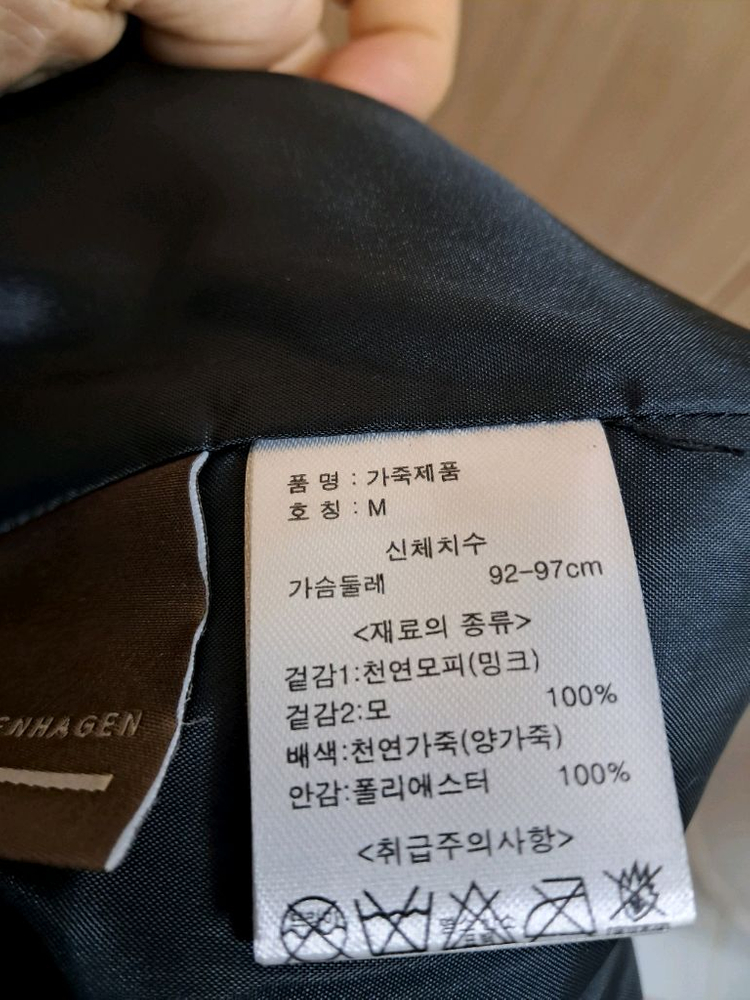 품 명 : 가죽제품
호 칭 : M
신체치수
가슴둘레 92-97cm
<재료의 종류>
겉감1:천연모피(밍크)
겉감2:모 100%
배색:천연가죽(양가죽)
안감:폴리에스터 100%
<취급주의사항>
ENHAGEN